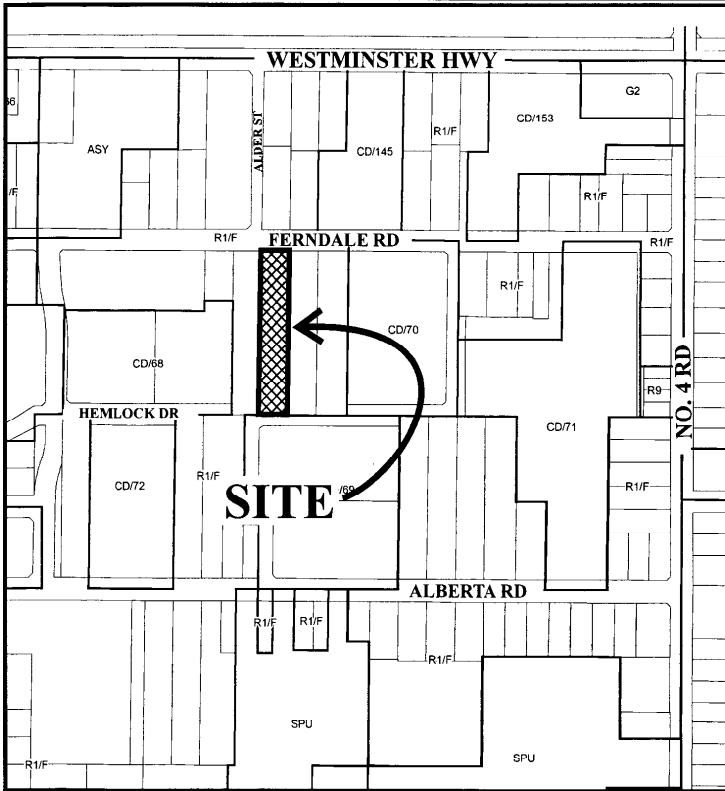 WESTMINSTER HWY
G2
R1/F
CD/153
ALDER ST
ASY
CD/145
R1/F
/F
R1/F
FERNDALE RD
R1/F
R1/F
CD/70
CD/68
NO. 4 RD
R9
HEMLOCK DR
CD/71
R1/F
CD/72
R1/F
SITE
/69
ALBERTA RD
R1/F
R1/F
R1/F
SPU
SPU
R1/F